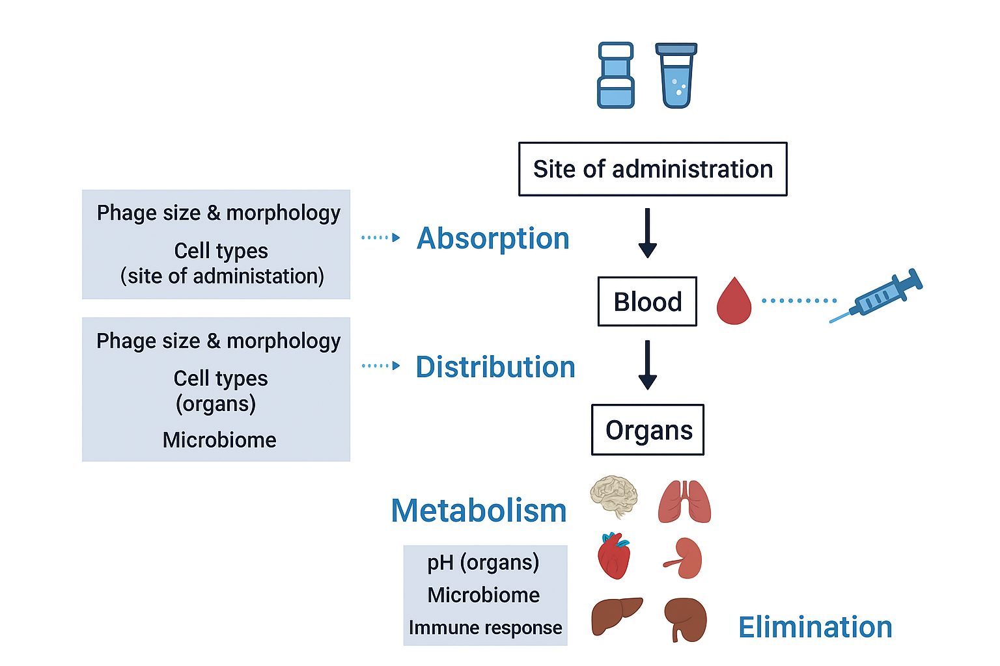 Site of administration
Phage size & morphology
Cell types
(site of administation)
Absorption
Blood
Phage size & morphology
Cell types
(organs)
Microbiome
Distribution
Organs
Metabolism
pH (organs)
Microbiome
Immune response
Elimination